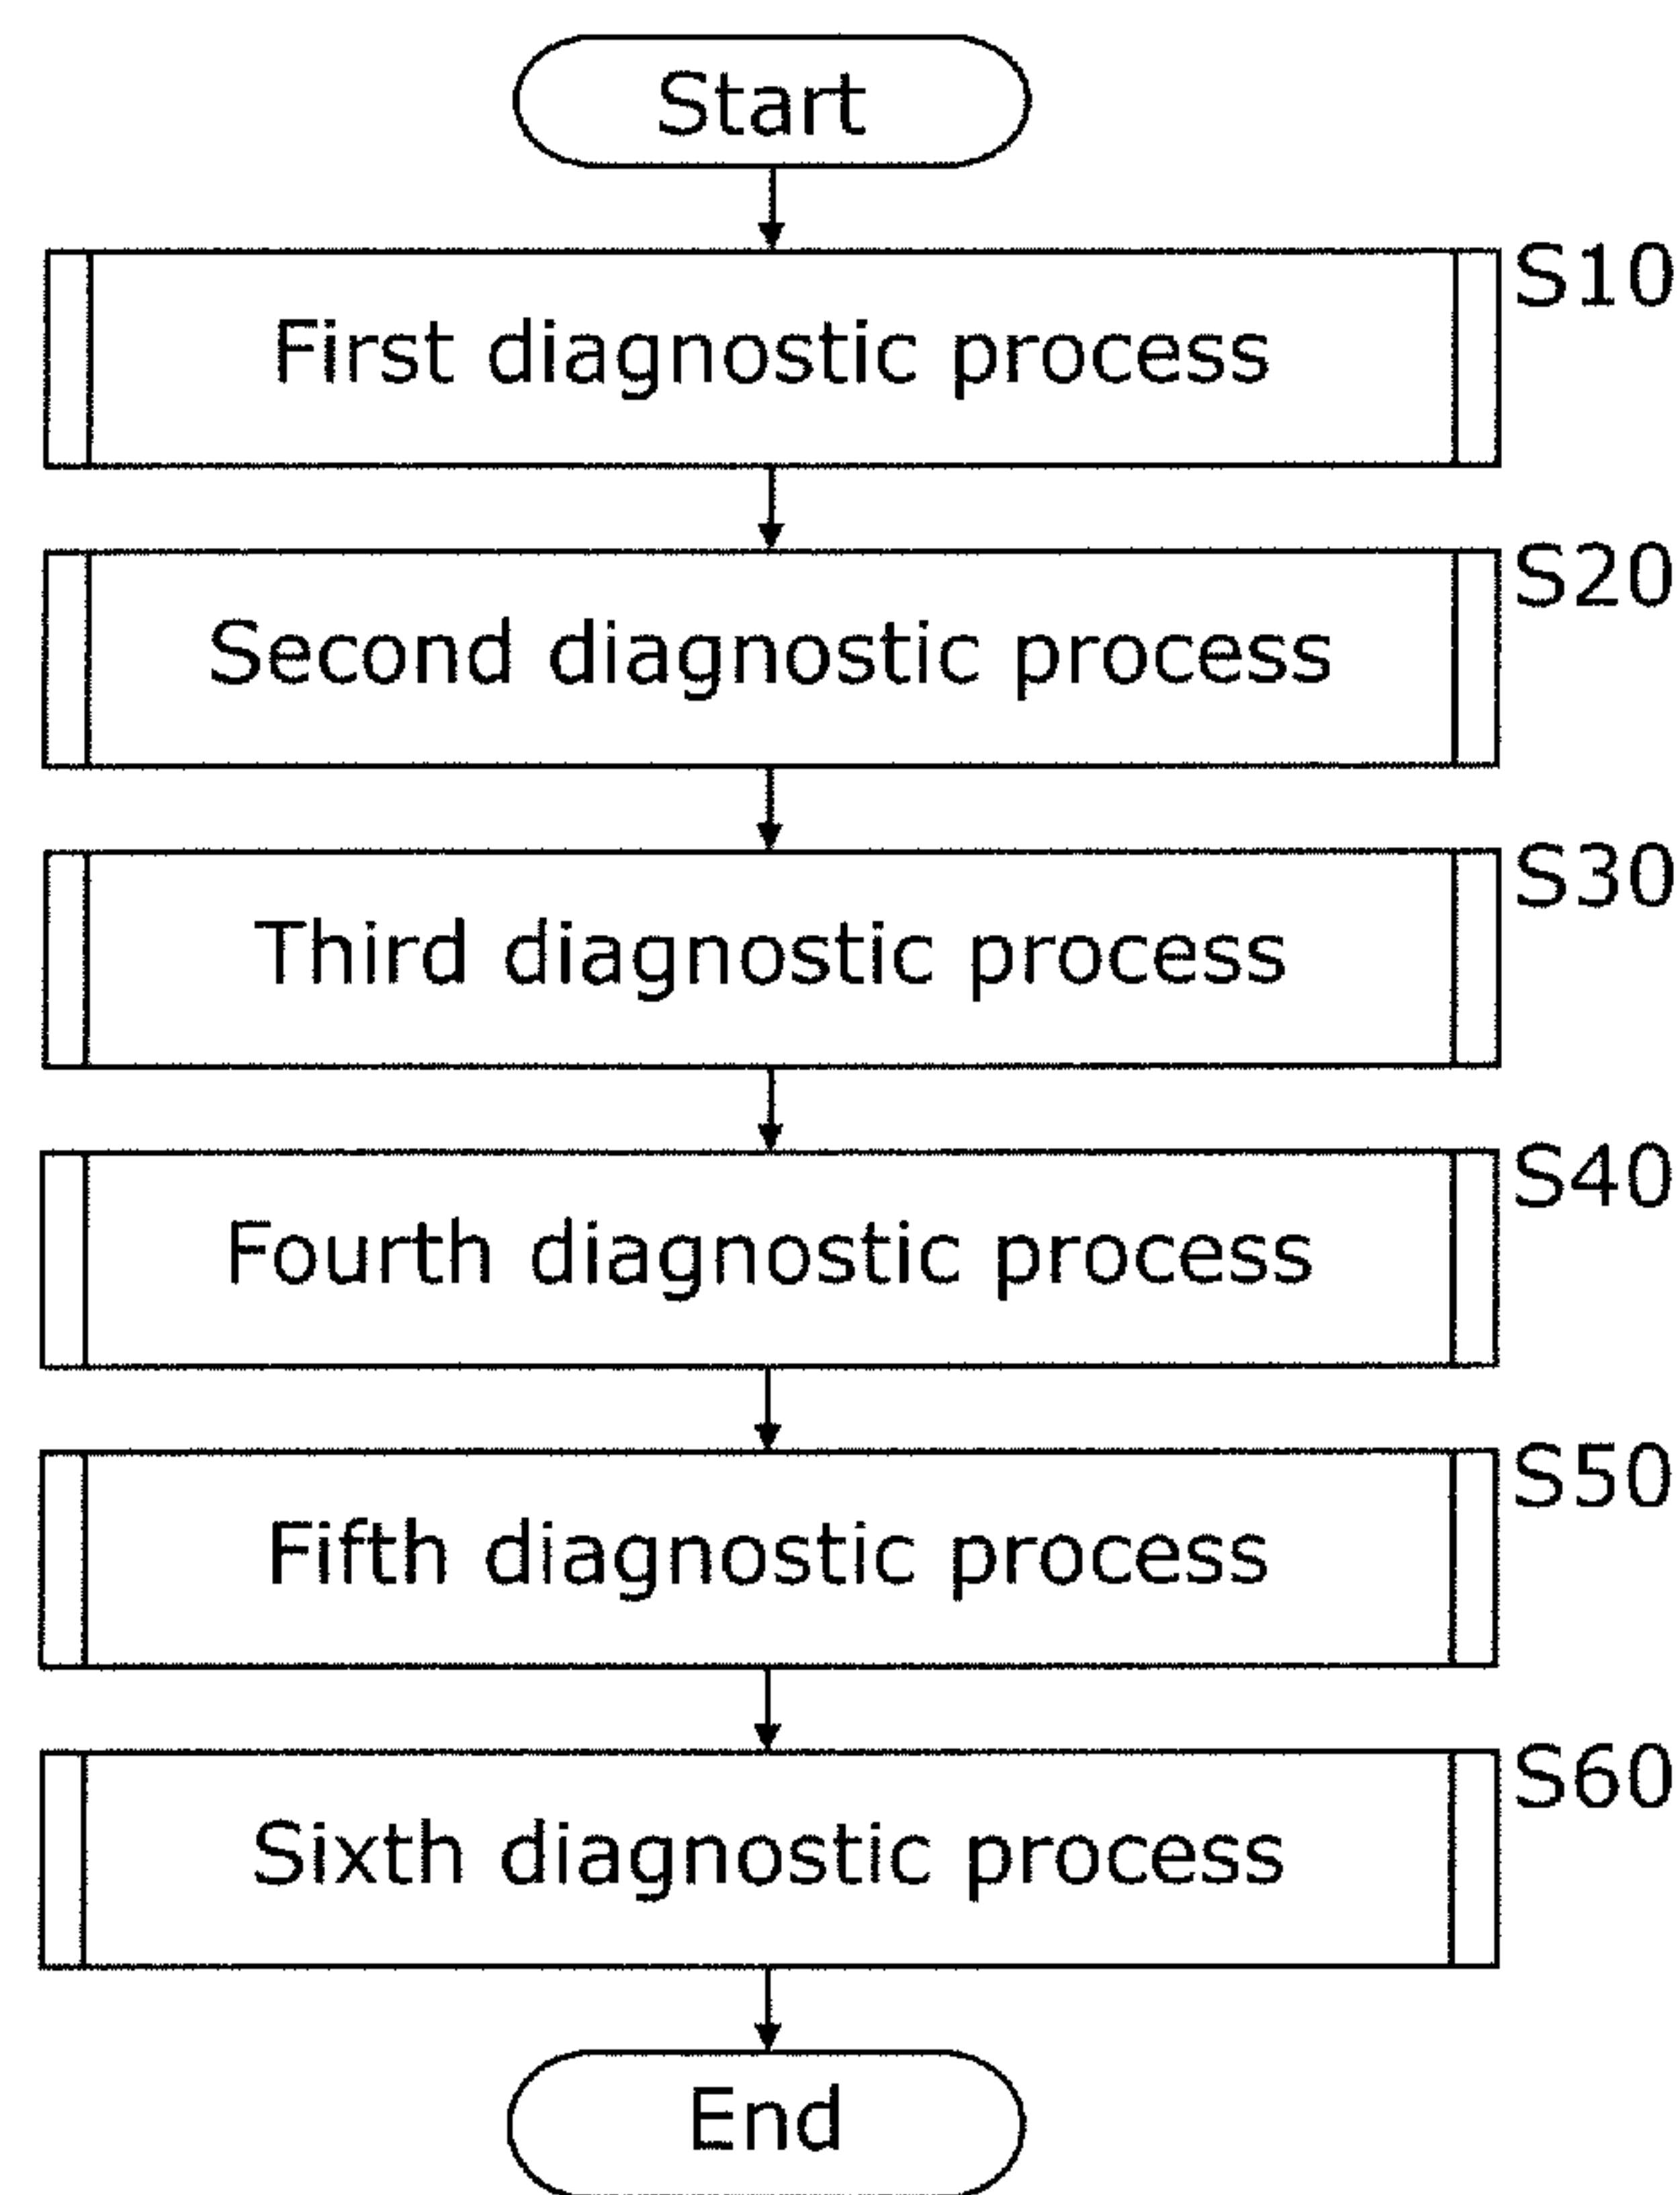 Start
S10
First diagnostic process
S20
Second diagnostic process
S30
Third diagnostic process
S40
Fourth diagnostic process
S50
Fifth diagnostic process
S60
Sixth diagnostic process
End